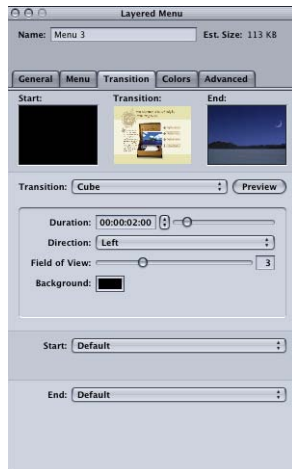 Layered Menu
Name: Menu 3 Est. Size: 113 KB
General Menu Transition Colors Advanced
Start: Transition: End:
Transition: Cube Preview
Duration: 00:00:02:00
Direction: Left
Field of View: 3
Background:
Start: Default
End: Default